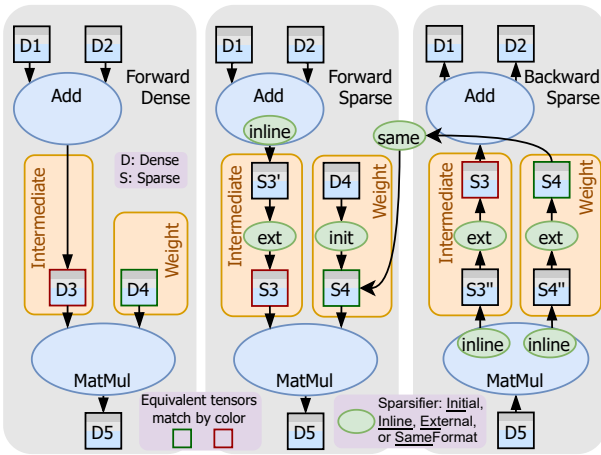 D1
D2
Forward
Dense
Add
D: Dense
S: Sparse
Intermediate
Weight
D3
D4
MatMul
D5
D1
D2
Forward
Sparse
Add
inline
Intermediate
Weight
S3'
D4
ext
init
S3
S4
MatMul
D5
same
D1
D2
Backward
Sparse
Add
Intermediate
Weight
S3
S4
ext
ext
S3"
S4"
inline
inline
MatMul
D5
Equivalent tensors
match by color
Sparsifier: Initial,
Inline, External,
or SameFormat